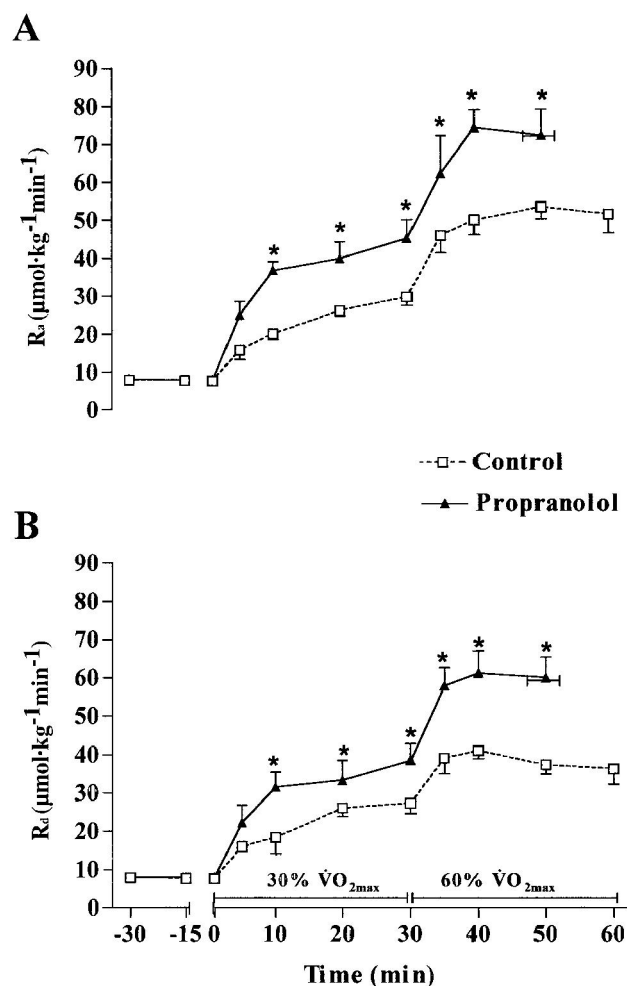 A
90
80
70
60
50
40
30
20
10
0
Ra (µmol·kg-1min-1)
* * * * * *
Control
Propranolol
B
90
80
70
60
50
40
30
20
10
0
Rd (µmol·kg-1min-1)
* * * * * *
30% V̇O2max 60% V̇O2max
-30 -15 0 10 20 30 40 50 60
Time (min)